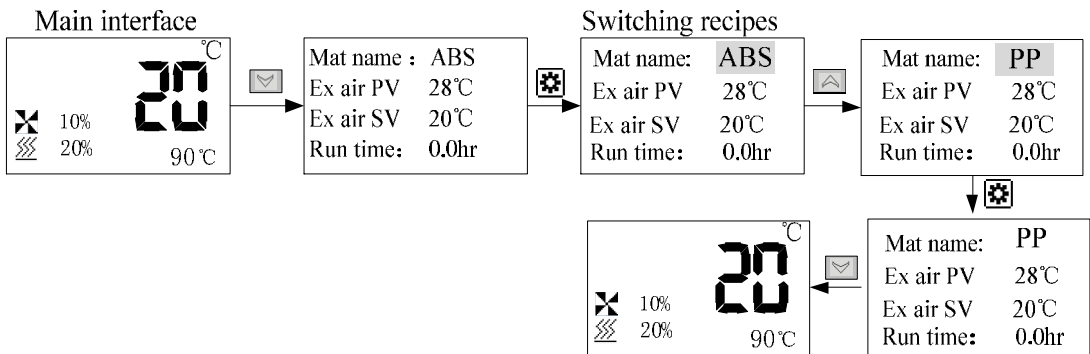 Main interface
Switching recipes
℃
20
10%
20%
90℃
Mat name： ABS
Ex air PV 28℃
Ex air SV 20℃
Run time： 0.0hr
Mat name: ABS
Ex air PV 28℃
Ex air SV 20℃
Run time： 0.0hr
Mat name: PP
Ex air PV 28℃
Ex air SV 20℃
Run time： 0.0hr
Mat name: PP
Ex air PV 28℃
Ex air SV 20℃
Run time： 0.0hr
℃
20
10%
20%
90℃